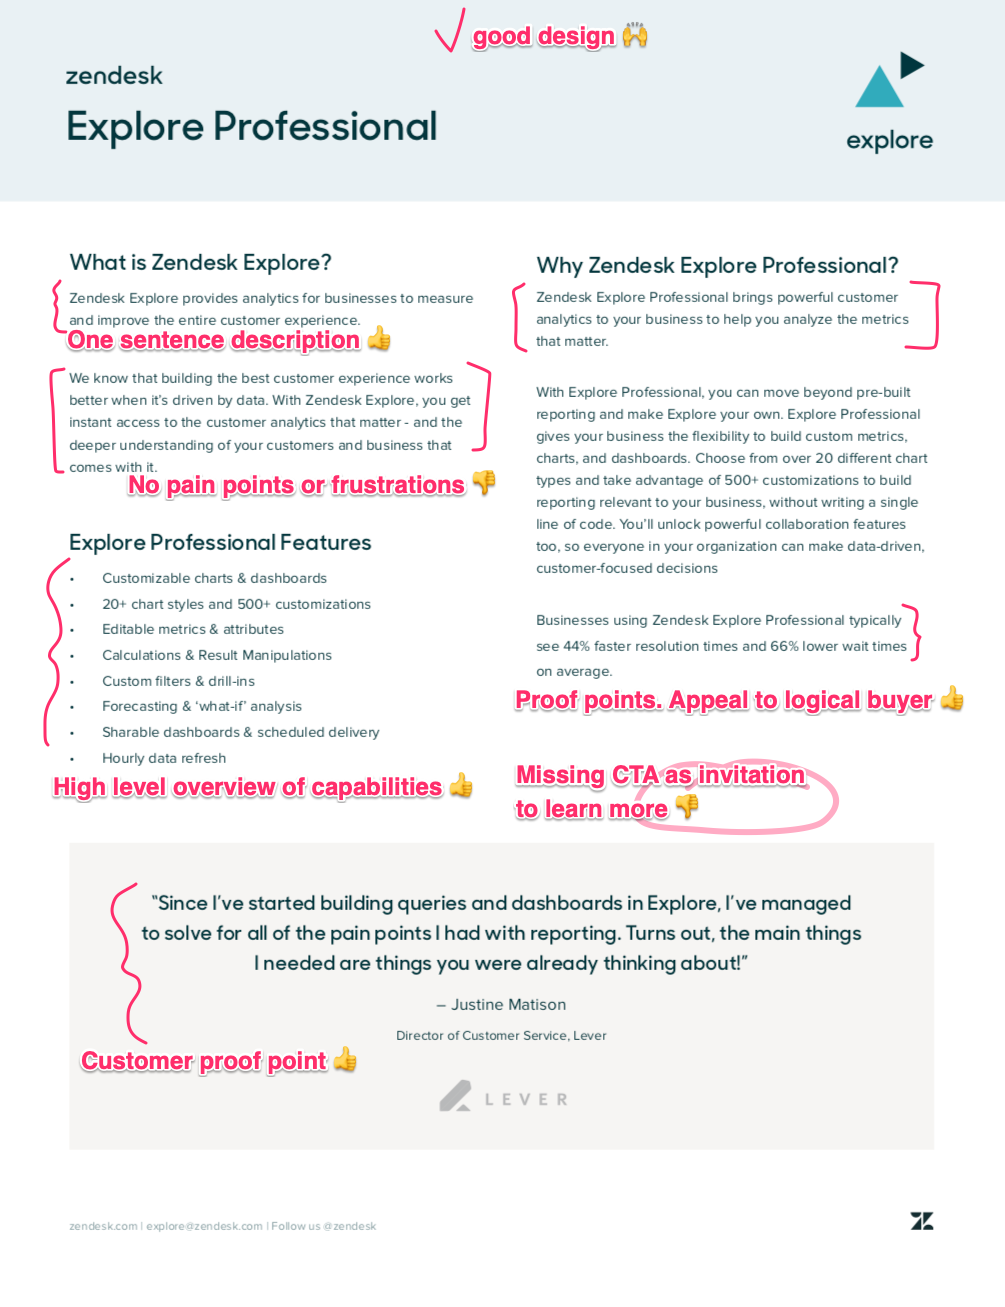 good design 🙌
zendesk
Explore Professional
explore
What is Zendesk Explore?
Zendesk Explore provides analytics for businesses to measure
and improve the entire customer experience.
One sentence description 👍
We know that building the best customer experience works
better when it's driven by data. With Zendesk Explore, you get
instant access to the customer analytics that matter - and the
deeper understanding of your customers and business that
comes with it.
No pain points or frustrations 👎
Explore Professional Features
• Customizable charts & dashboards
• 20+ chart styles and 500+ customizations
• Editable metrics & attributes
• Calculations & Result Manipulations
• Custom filters & drill-ins
• Forecasting & 'what-if' analysis
• Sharable dashboards & scheduled delivery
• Hourly data refresh
High level overview of capabilities 👍
Why Zendesk Explore Professional?
Zendesk Explore Professional brings powerful customer
analytics to your business to help you analyze the metrics
that matter.
With Explore Professional, you can move beyond pre-built
reporting and make Explore your own. Explore Professional
gives your business the flexibility to build custom metrics,
charts, and dashboards. Choose from over 20 different chart
types and take advantage of 500+ customizations to build
reporting relevant to your business, without writing a single
line of code. You'll unlock powerful collaboration features
too, so everyone in your organization can make data-driven,
customer-focused decisions
Businesses using Zendesk Explore Professional typically
see 44% faster resolution times and 66% lower wait times
on average.
Proof points. Appeal to logical buyer 👍
Missing CTA as invitation
to learn more 👎
"Since I've started building queries and dashboards in Explore, I've managed
to solve for all of the pain points I had with reporting. Turns out, the main things
I needed are things you were already thinking about!"
– Justine Matison
Director of Customer Service, Lever
Customer proof point 👍
LEVER
zendesk.com | explore@zendesk.com | Follow us @zendesk